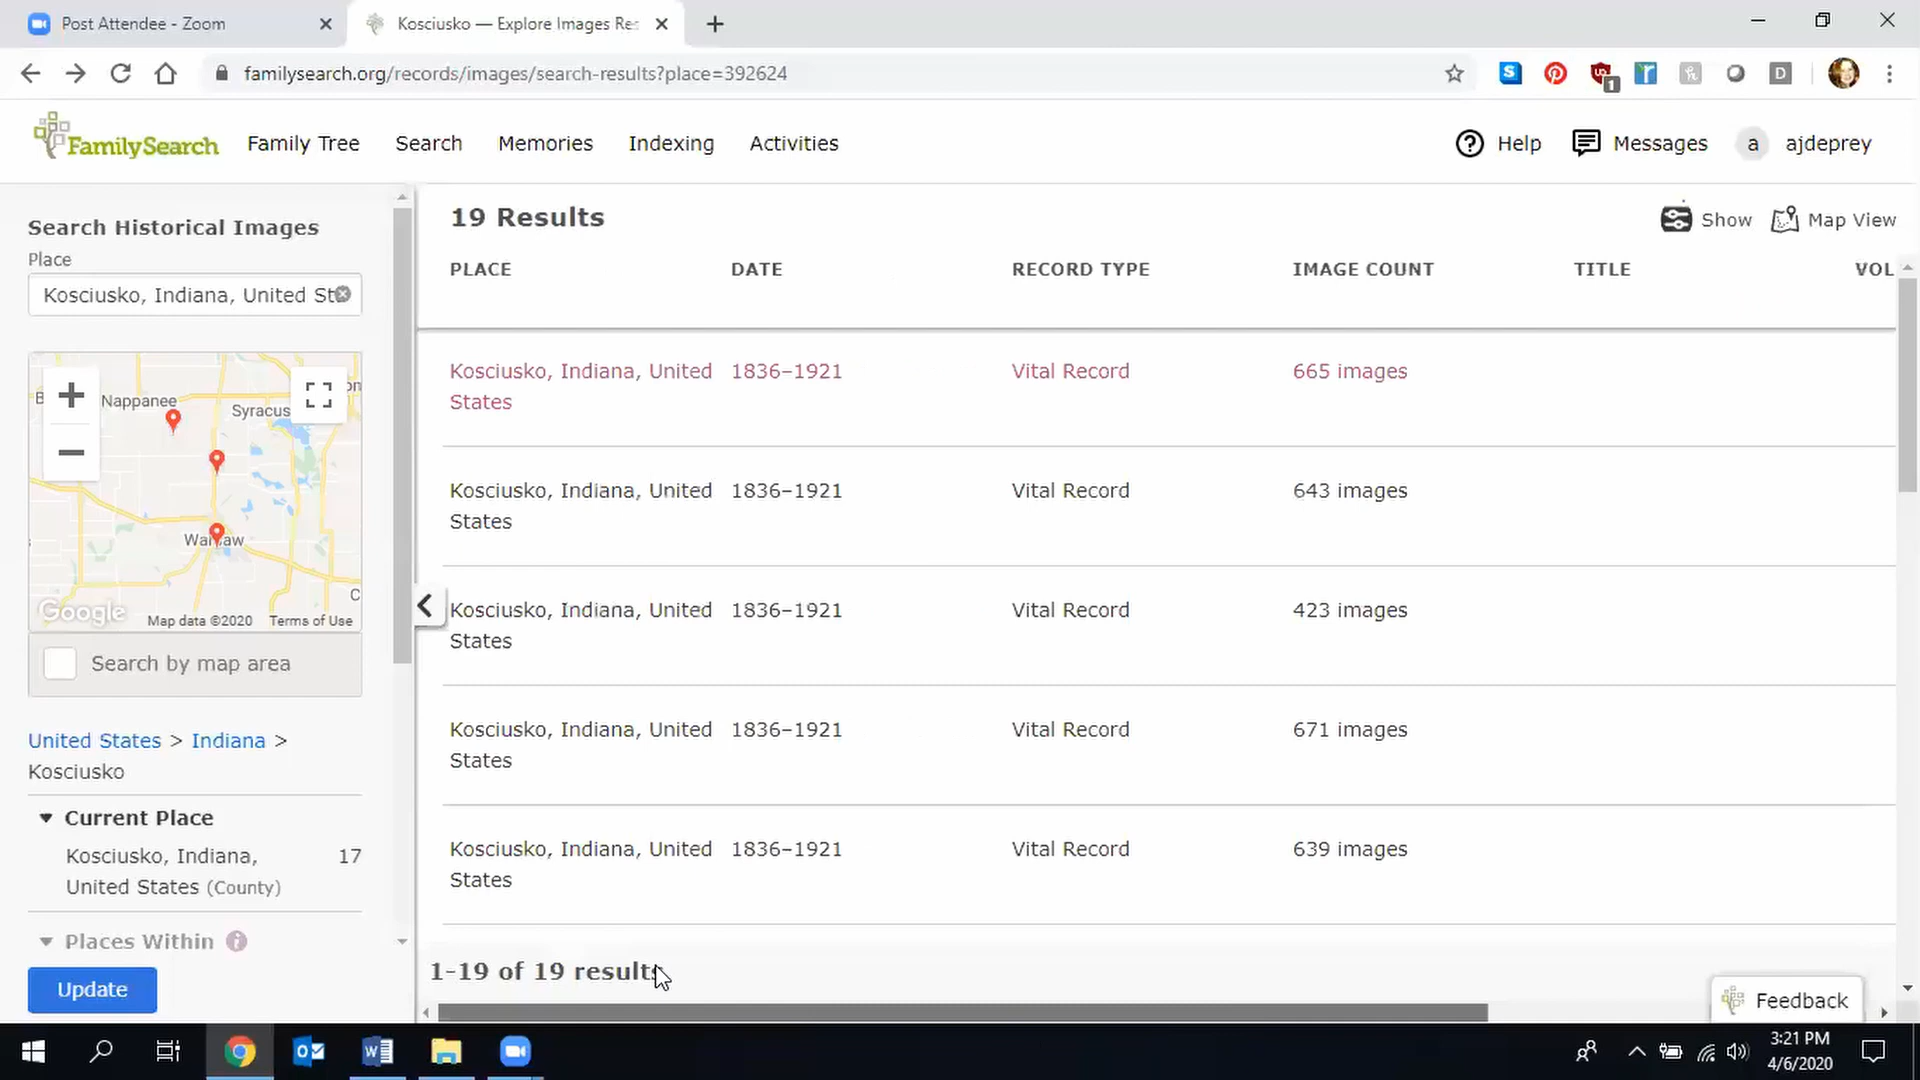 Post Attendee - Zoom
Kosciusko — Explore Images Res
familysearch.org/records/images/search-results?place=392624
FamilySearch
Family Tree
Search
Memories
Indexing
Activities
Help
Messages
a
ajdeprey
Search Historical Images
Place
Kosciusko, Indiana, United St
Nappanee
Syracus
Google
Map data ©2020
Terms of Use
Search by map area
United States > Indiana >
Kosciusko
Current Place
Kosciusko, Indiana, 17
United States (County)
Places Within
Update
19 Results
Show
Map View
PLACE DATE RECORD TYPE IMAGE COUNT TITLE VOL
Kosciusko, Indiana, United 1836–1921 Vital Record 665 images
States
Kosciusko, Indiana, United 1836–1921 Vital Record 643 images
States
Kosciusko, Indiana, United 1836–1921 Vital Record 423 images
States
Kosciusko, Indiana, United 1836–1921 Vital Record 671 images
States
Kosciusko, Indiana, United 1836–1921 Vital Record 639 images
States
1-19 of 19 results
Feedback
3:21 PM
4/6/2020